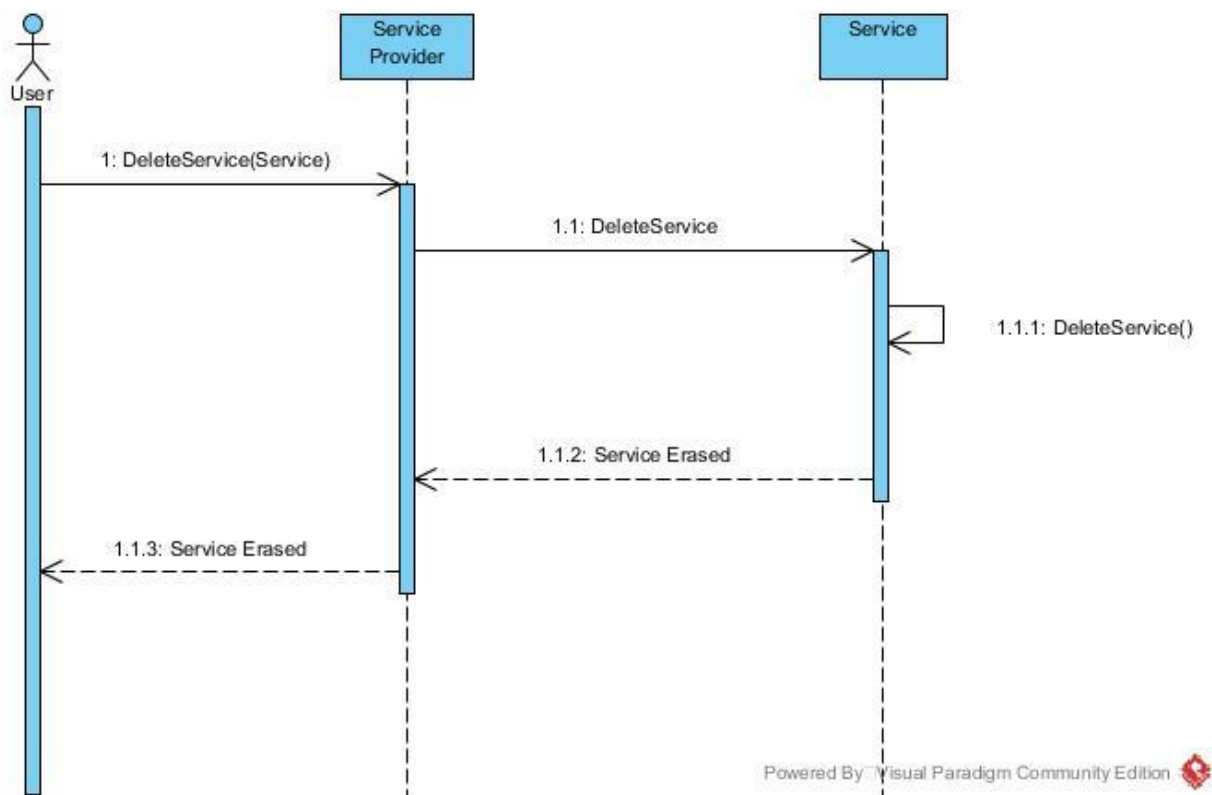 User
Service
Provider
Service
1: DeleteService(Service)
1.1: DeleteService
1.1.1: DeleteService()
1.1.2: Service Erased
1.1.3: Service Erased
Powered By Visual Paradigm Community Edition